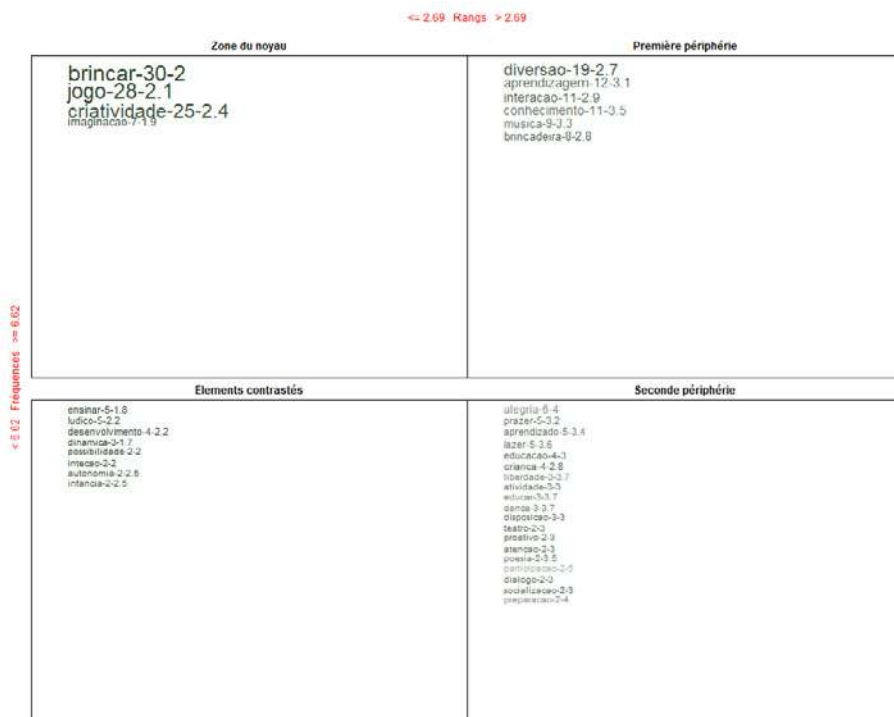 <= 2.69 Rangs > 2.69
Zone du noyau
brincar-30-2
jogo-28-2.1
criatividade-25-2.4
imaginacao-7-1.9
Première périphérie
diversao-19-2.7
aprendizagem-12-3.1
interacao-11-2.9
conhecimento-11-3.5
musica-9-3.3
brincadeira-8-2.8
< 6.62 Fréquences >= 6.62
Elements contrastés
ensinar-5-1.8
ludico-5-2.2
desenvolvimento-4-2.2
dinamica-3-1.7
possibilidade-2-2
autonomia-2-2.5
infancia-2-2.5
Seconde périphérie
alegria-6-4
prazer-5-3.2
aprendizado-5-3.4
lazer-5-3.6
educacao-4-3
crianca-4-2.8
liberdade-3-3.7
atividade-3-3
educar-3-3.7
danca-3-3.7
disposicao-3-3
teatro-2-3
atencao-2-3
poesia-2-3.5
participacao-2-5
dialogo-2-3
socializacao-2-3
preparacao-2-4